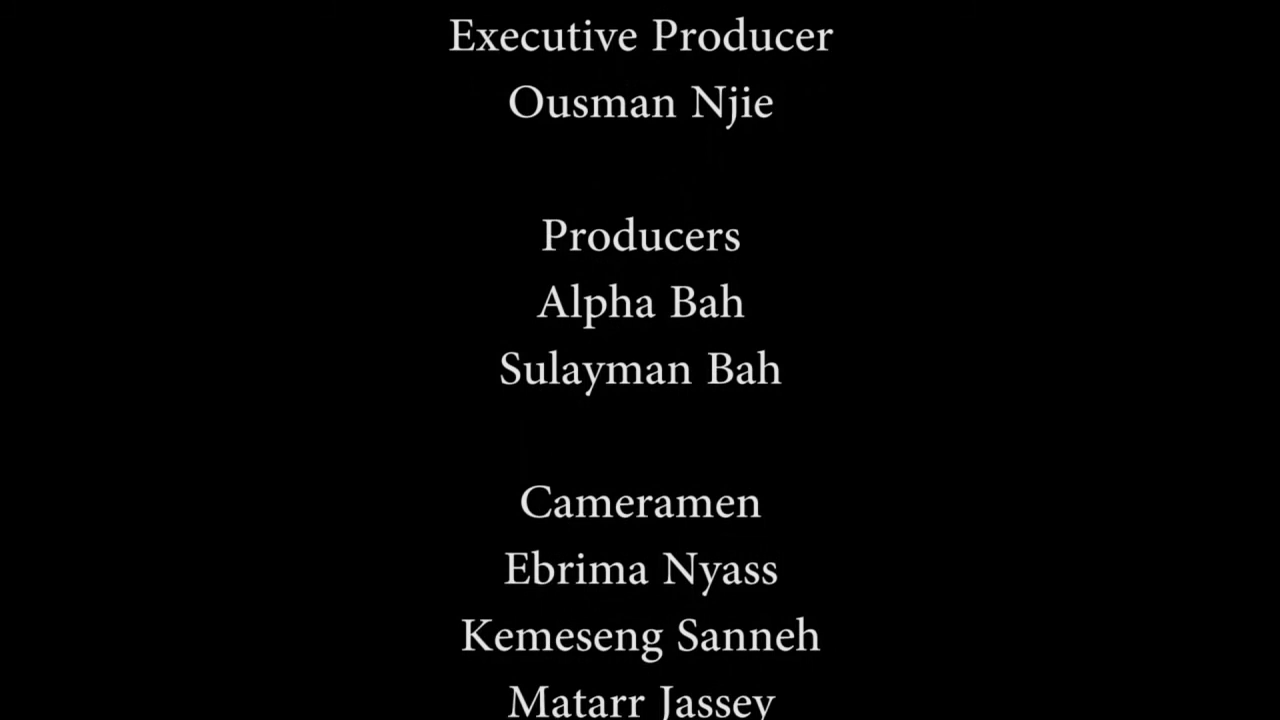 Executive Producer
Ousman Njie
Producers
Alpha Bah
Sulayman Bah
Cameramen
Ebrima Nyass
Kemeseng Sanneh
Matarr Jassey